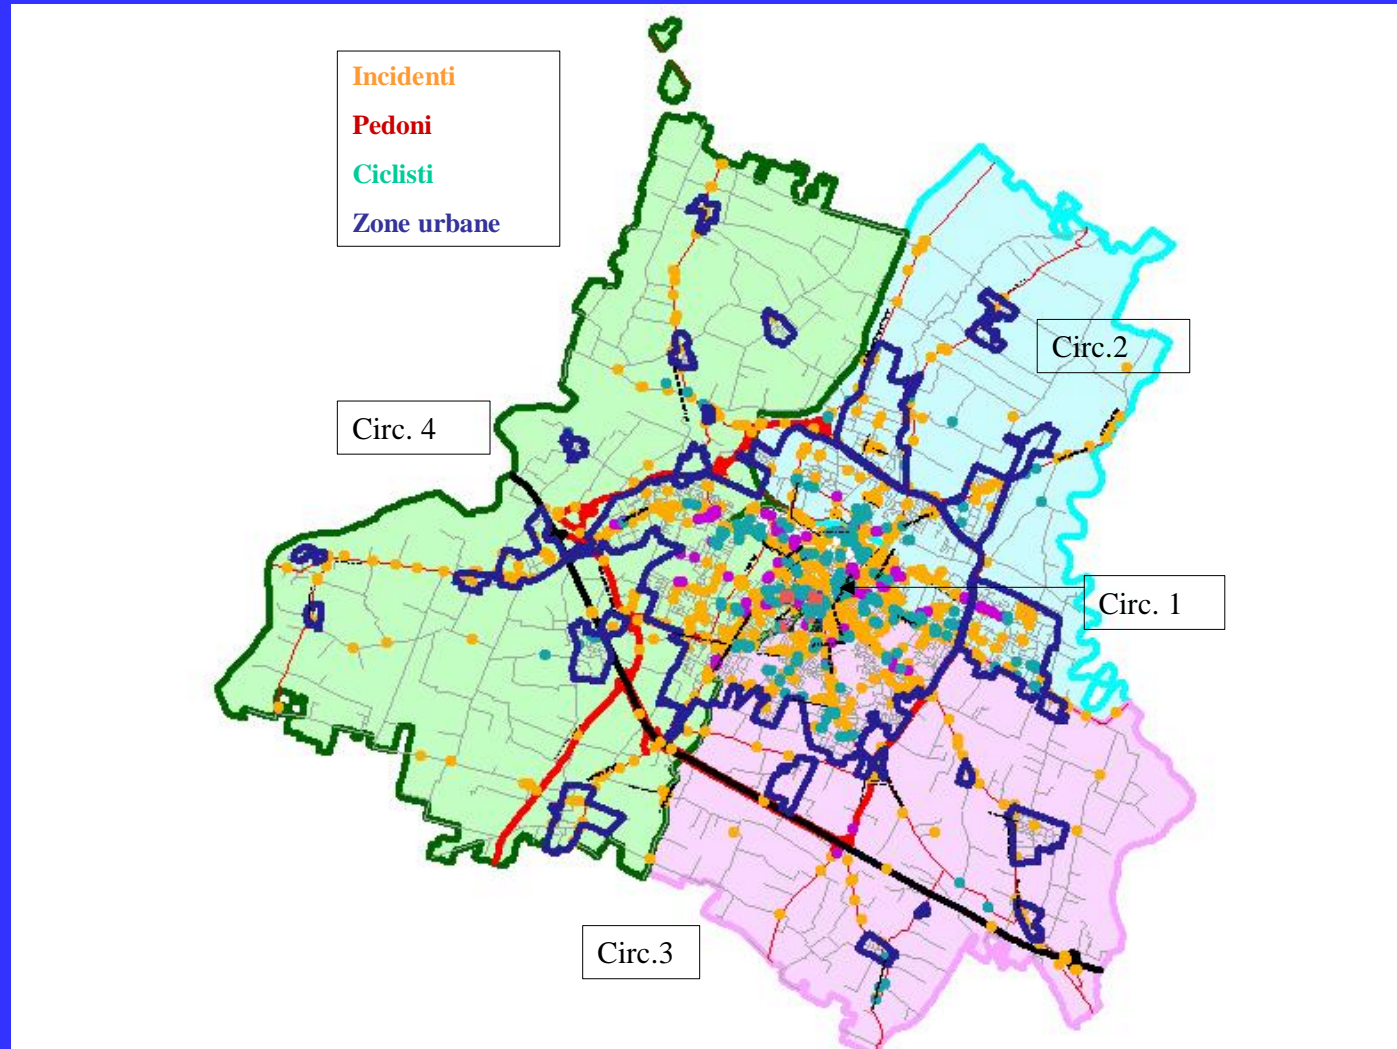 Incidenti
Pedoni
Ciclisti
Zone urbane
Circ.2
Circ. 4
Circ. 1
Circ.3